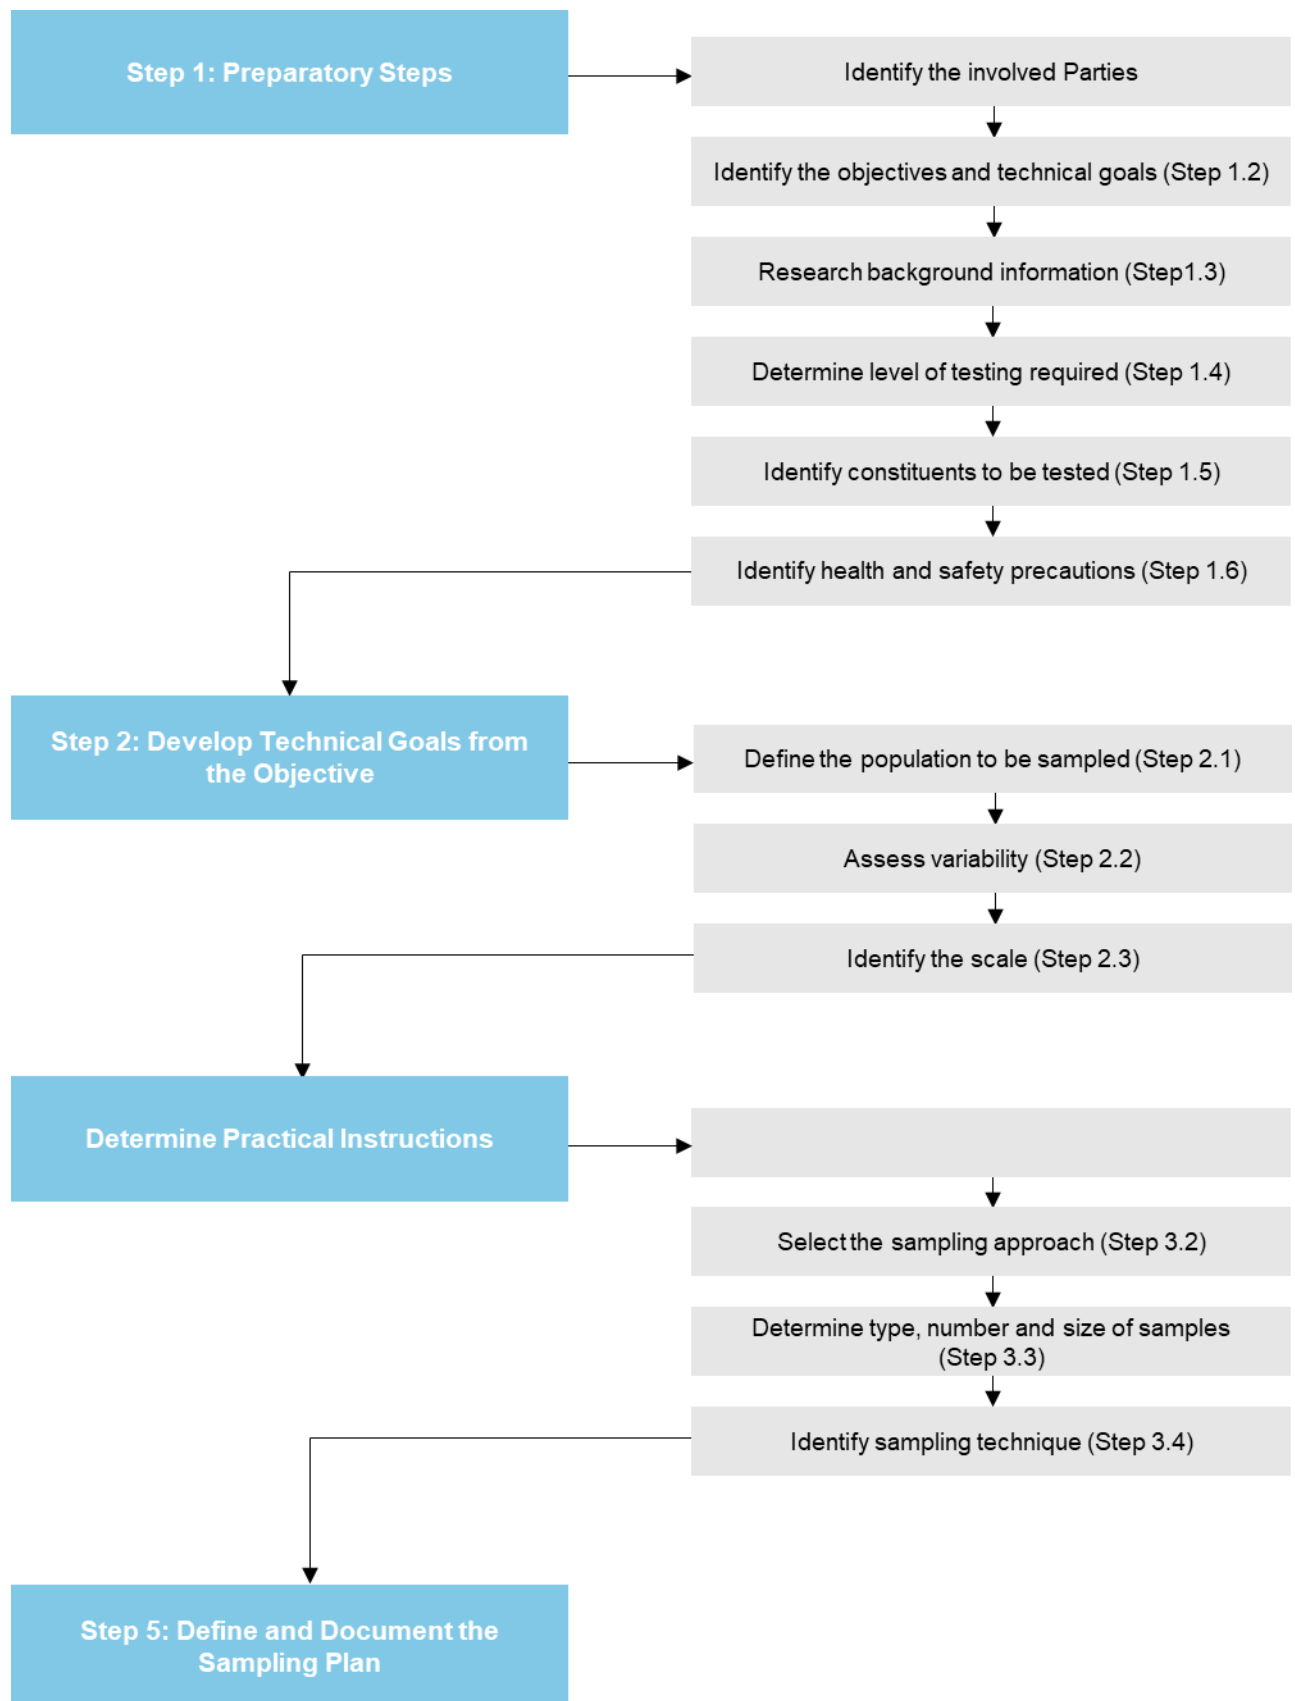 Step 1: Preparatory Steps
Identify the involved Parties
Identify the objectives and technical goals (Step 1.2)
Research background information (Step1.3)
Determine level of testing required (Step 1.4)
Identify constituents to be tested (Step 1.5)
Identify health and safety precautions (Step 1.6)
Step 2: Develop Technical Goals from
the Objective
Define the population to be sampled (Step 2.1)
Assess variability (Step 2.2)
Identify the scale (Step 2.3)
Determine Practical Instructions
Select the sampling approach (Step 3.2)
Determine type, number and size of samples
(Step 3.3)
Identify sampling technique (Step 3.4)
Step 5: Define and Document the
Sampling Plan